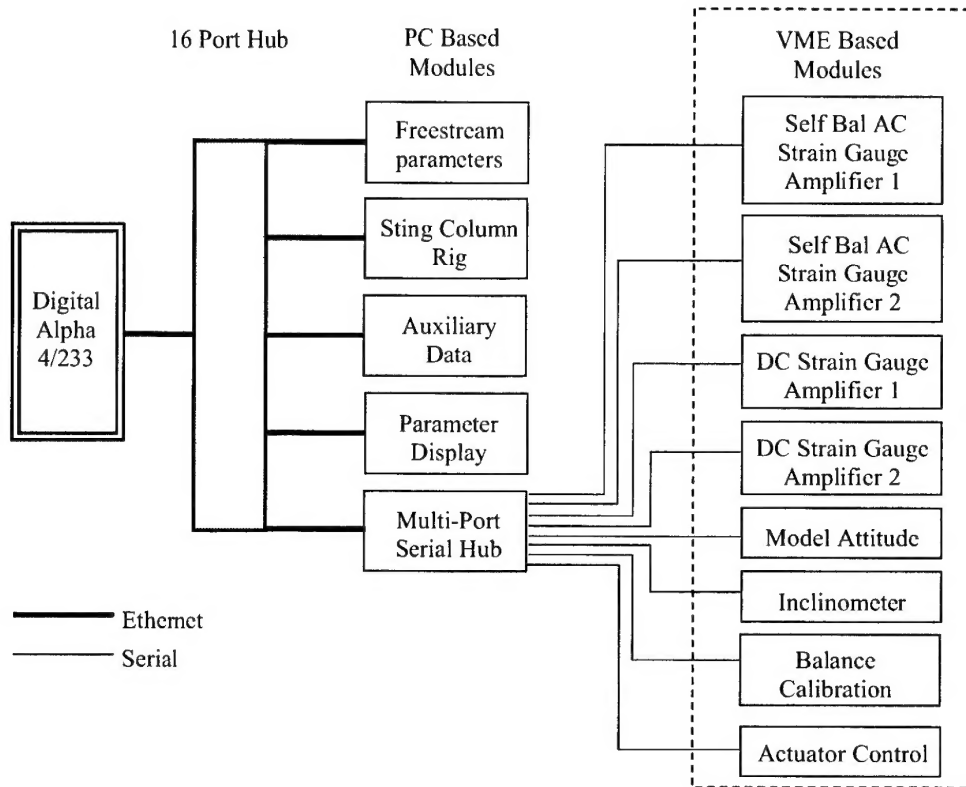 16 Port Hub
PC Based
Modules
VME Based
Modules
Digital
Alpha
4/233
Freestream
parameters
Sting Column
Rig
Auxiliary
Data
Parameter
Display
Multi-Port
Serial Hub
Self Bal AC
Strain Gauge
Amplifier 1
Self Bal AC
Strain Gauge
Amplifier 2
DC Strain Gauge
Amplifier 1
DC Strain Gauge
Amplifier 2
Model Attitude
Inclinometer
Balance
Calibration
Actuator Control
Ethernet
Serial